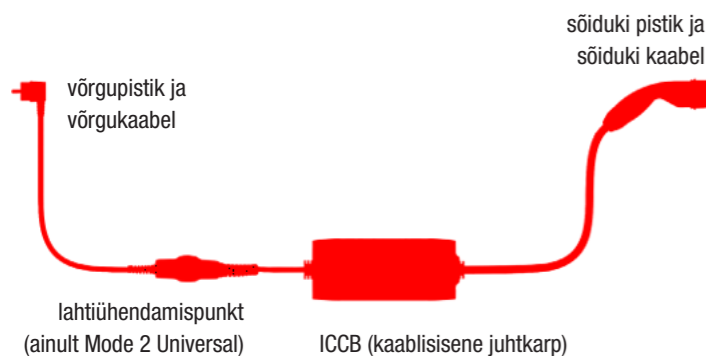 sõiduki pistik ja
sõiduki kaabel
võrgupistik ja
võrgukaabel
lahtiühendamispunkt
(ainult Mode 2 Universal)
ICCB (kaablisisene juhtkarp)